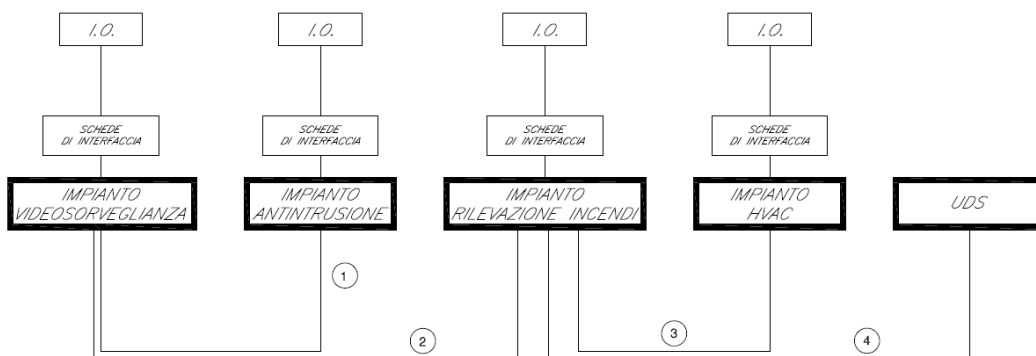 I.O.
I.O.
I.O.
I.O.
SCHEDE
DI INTERFACCIA
SCHEDE
DI INTERFACCIA
SCHEDE
DI INTERFACCIA
SCHEDE
DI INTERFACCIA
IMPIANTO
VIDEOSORVEGLIANZA
IMPIANTO
ANTINTRUSIONE
IMPIANTO
RILEVAZIONE INCENDI
IMPIANTO
HVAC
UDS
1
2
3
4